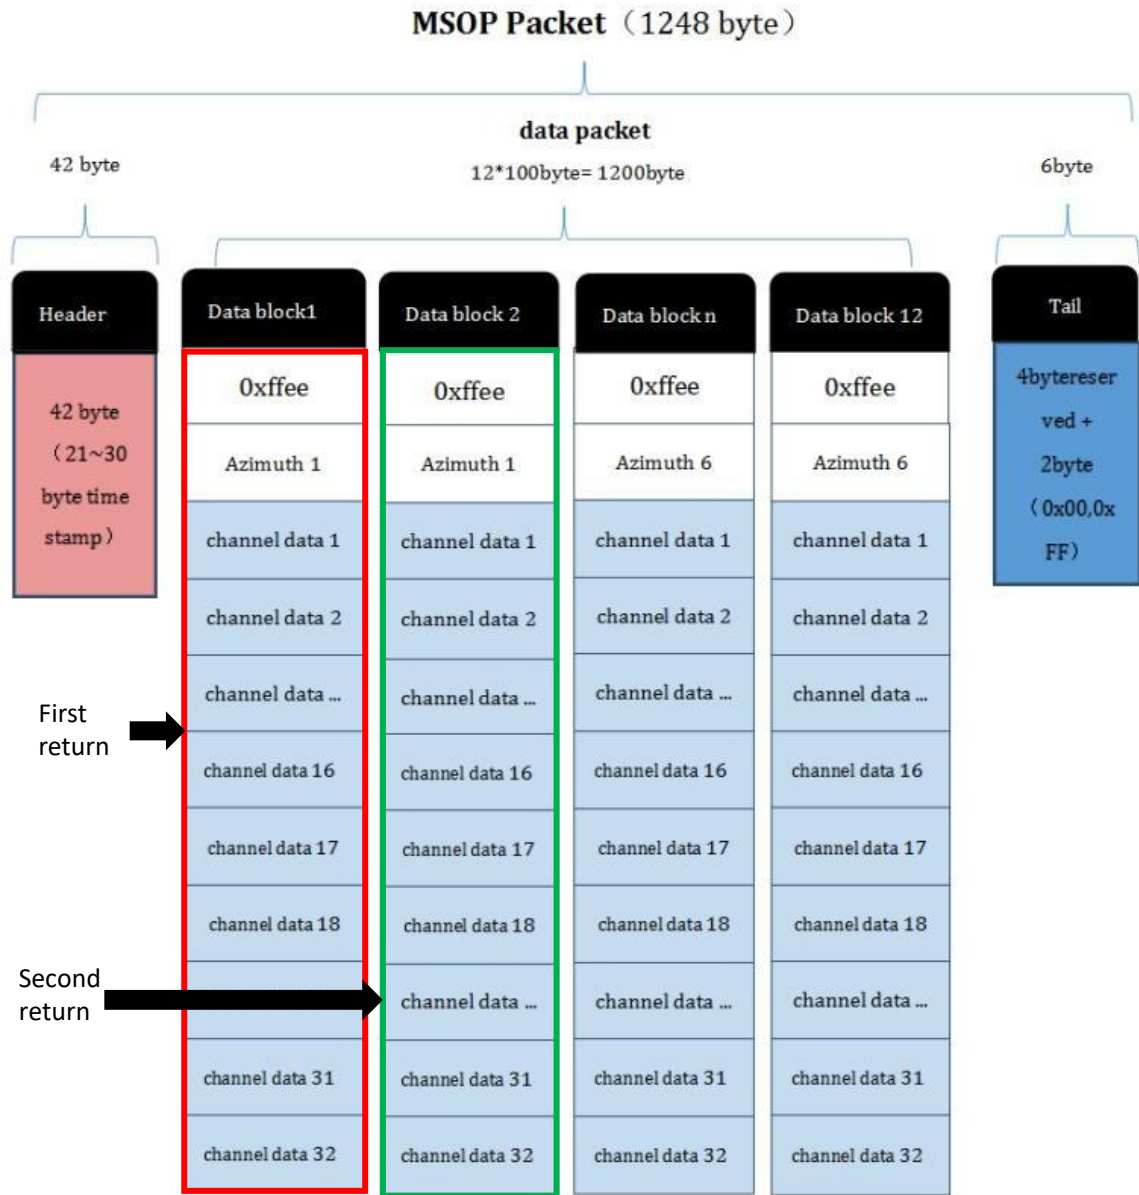 MSOP Packet（1248 byte）
data packet
42 byte
12*100byte= 1200byte
6byte
Header
Data block1
Data block 2
Data block n
Data block 12
Tail
42 byte
（21~30
byte time
stamp）
0xffee
Azimuth 1
channel data 1
channel data 2
channel data ...
channel data 16
channel data 17
channel data 18
channel data 31
channel data 32
0xffee
Azimuth 1
channel data 1
channel data 2
channel data ...
channel data 16
channel data 17
channel data 18
channel data ...
channel data 31
channel data 32
0xffee
Azimuth 6
channel data 1
channel data 2
channel data ...
channel data 16
channel data 17
channel data 18
channel data ...
channel data 31
channel data 32
0xffee
Azimuth 6
channel data 1
channel data 2
channel data ...
channel data 16
channel data 17
channel data 18
channel data ...
channel data 31
channel data 32
4bytereser
ved +
2byte
（0x00,0x
FF）
First
return
Second
return